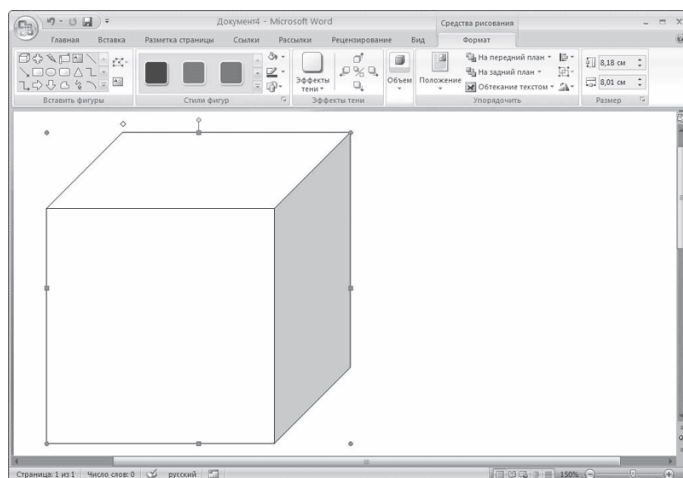 Документ4 - Microsoft Word
Средства рисования
Главная Вставка Разметка страницы Ссылки Рассылки Рецензирование Вид Формат
Эффекты тени
Объем
Положение
На передний план
На задний план
Обтекание текстом
8,18 см
8,01 см
Вставить фигуры Стили фигур Эффекты тени Упорядочить Размер
Страница: 1 из 1 Число слов: 0 русский 150%